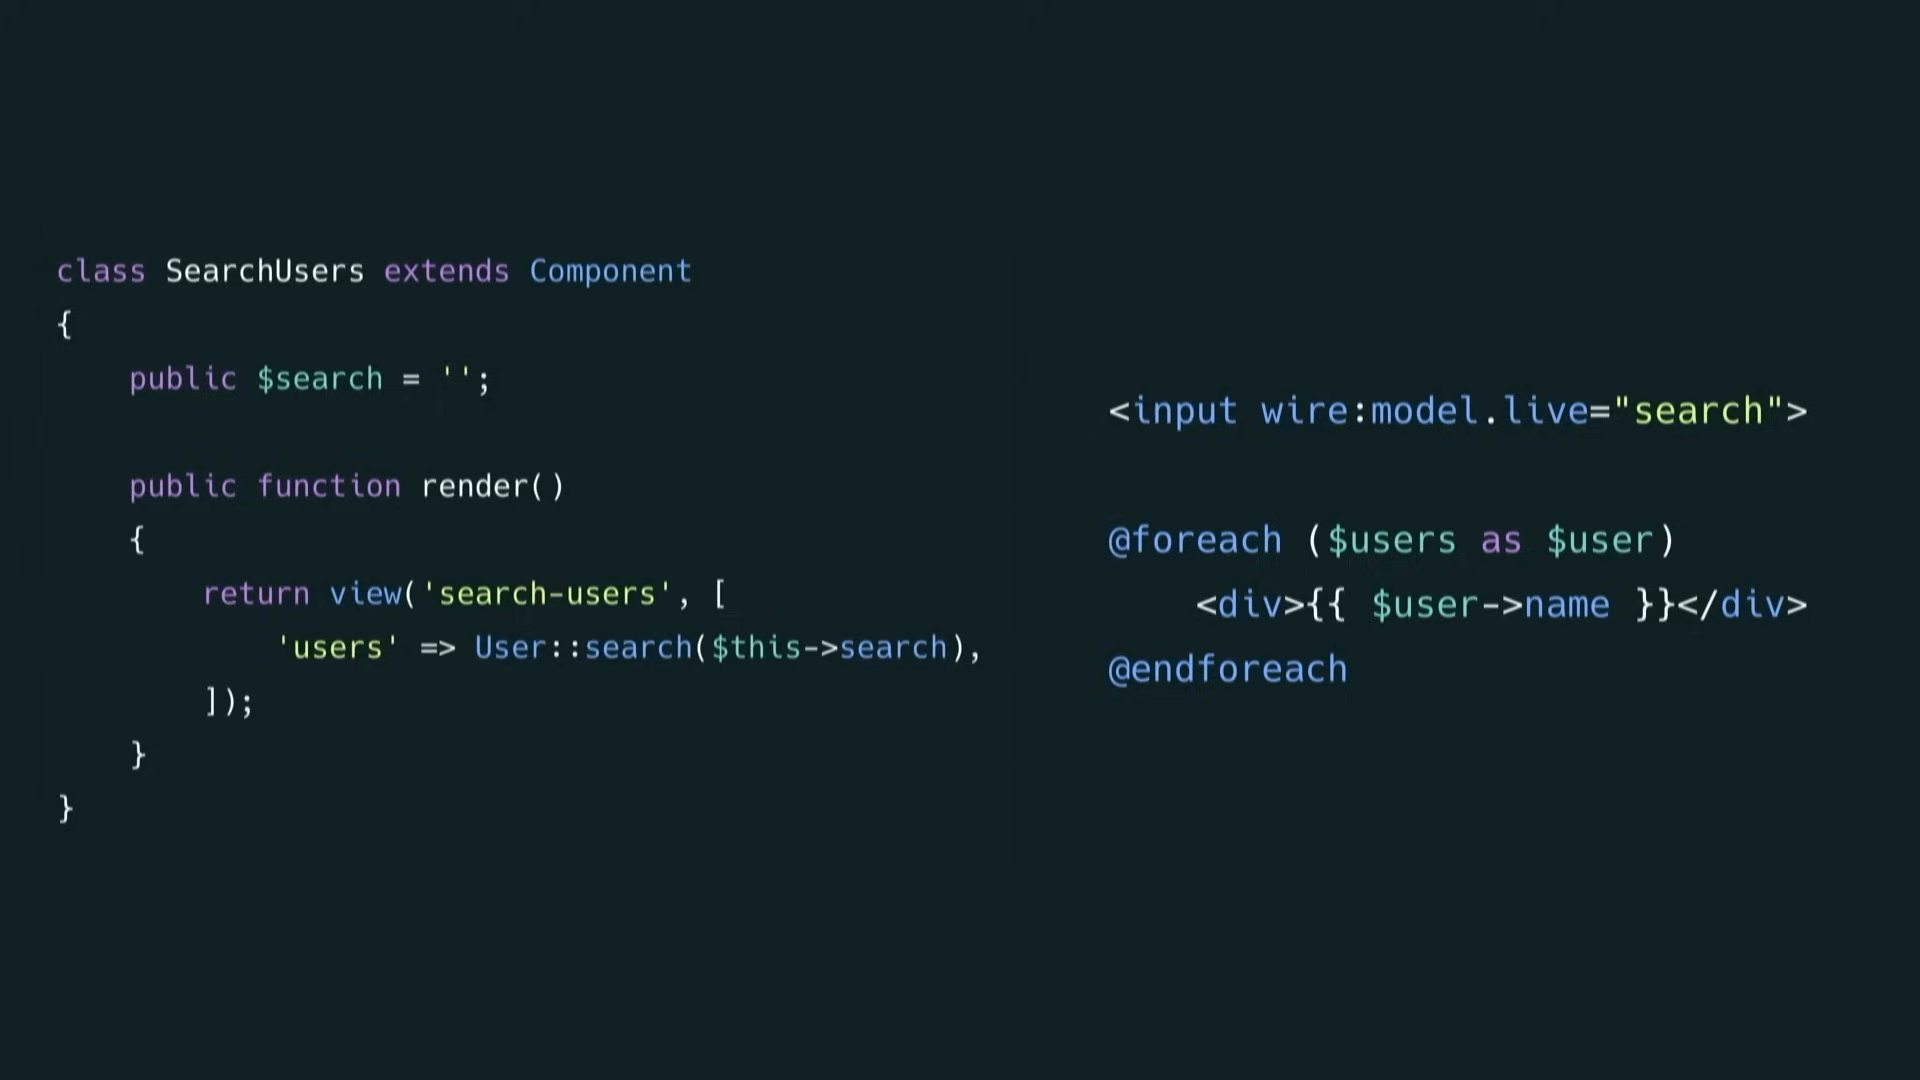 class SearchUsers extends Component
{
    public $search = '';

    public function render()
    {
        return view('search-users', [
            'users' => User::search($this->search),
        ]);
    }
}

<input wire:model.live="search">

@foreach ($users as $user)
    <div>{{ $user->name }}</div>
@endforeach